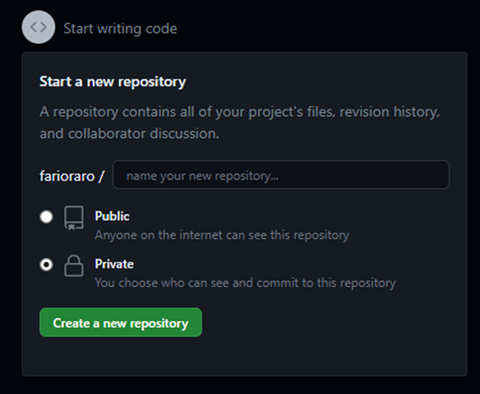 Start writing code
Start a new repository
A repository contains all of your project's files, revision history,
and collaborator discussion.
farioraro / name your new repository...
Public
Anyone on the internet can see this repository
Private
You choose who can see and commit to this repository
Create a new repository